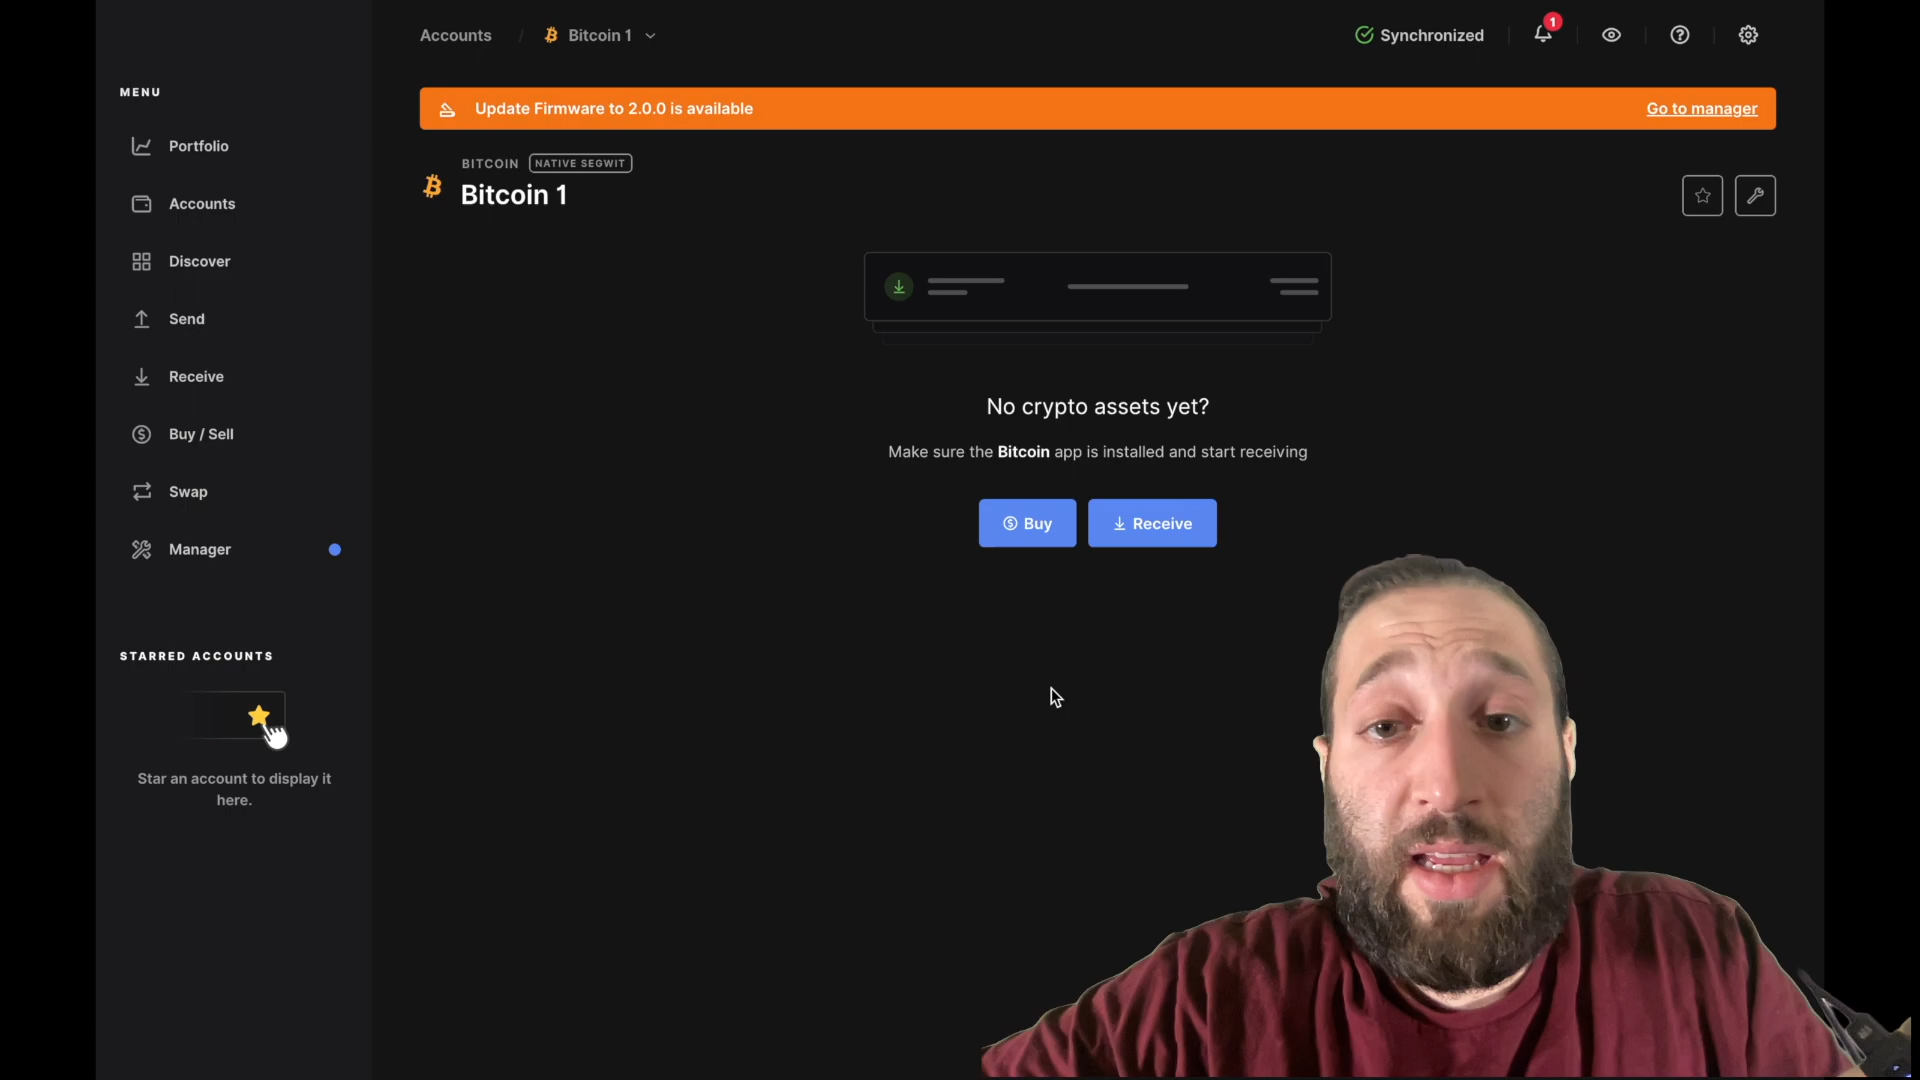 Accounts / Bitcoin 1
Synchronized
1
MENU
Portfolio
Accounts
Discover
Send
Receive
Buy / Sell
Swap
Manager
STARRED ACCOUNTS
Star an account to display it
here.
Update Firmware to 2.0.0 is available
Go to manager
BITCOIN NATIVE SEGWIT
Bitcoin 1
No crypto assets yet?
Make sure the Bitcoin app is installed and start receiving
Buy
Receive